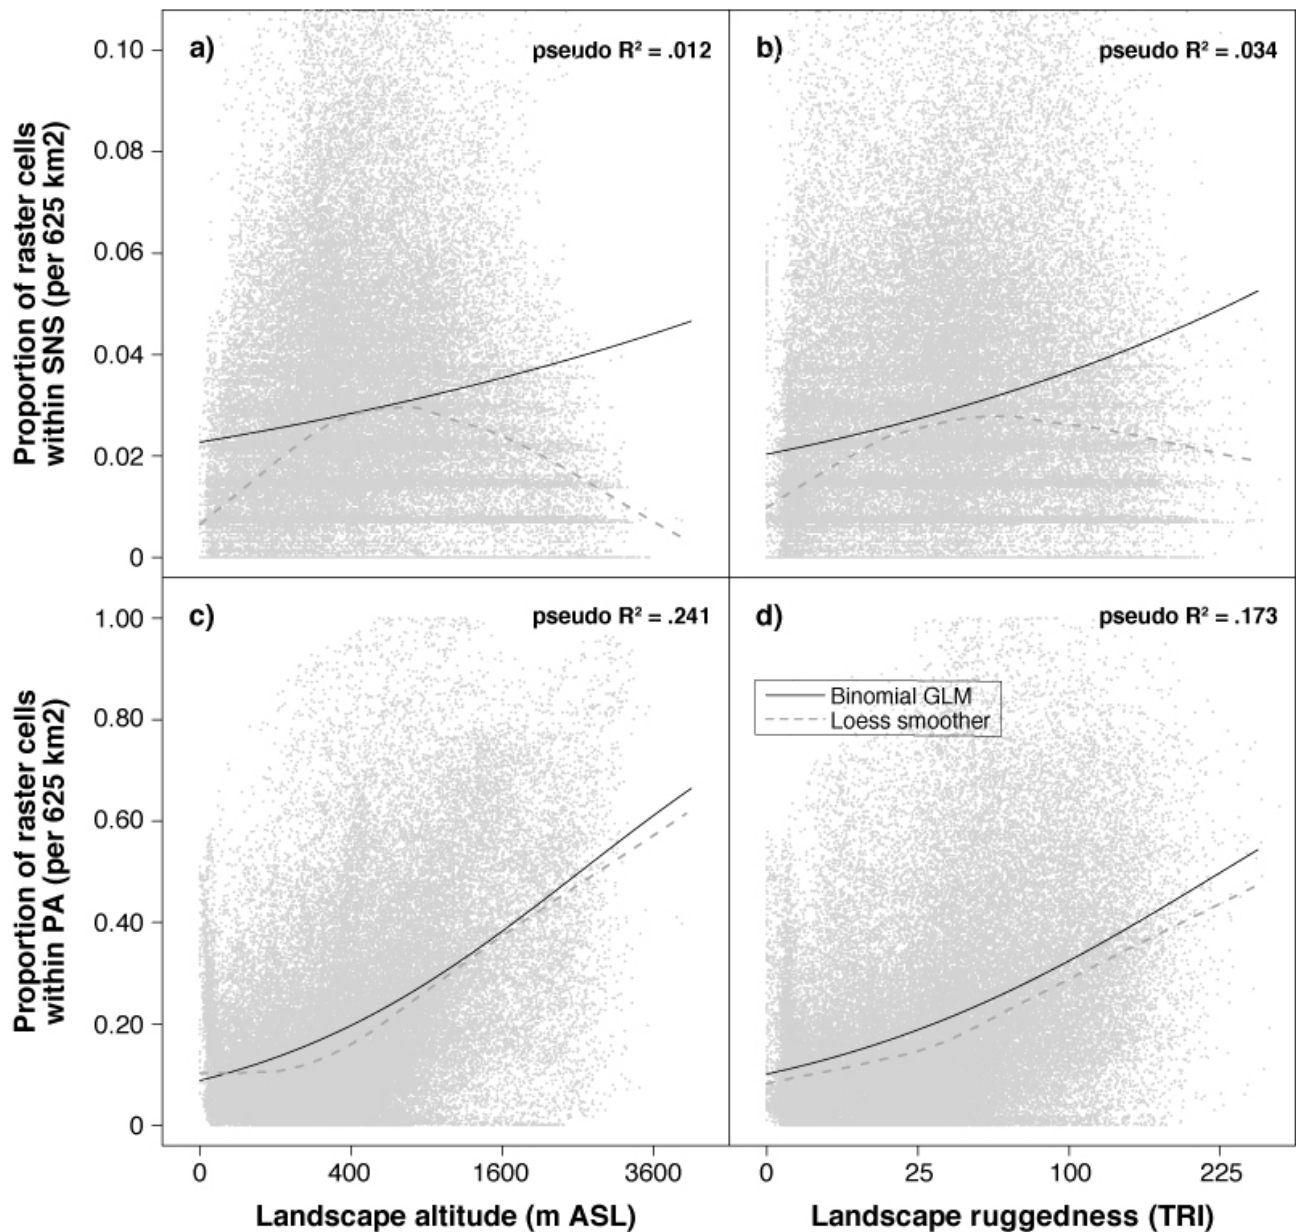 a)
pseudo R² = .012
b)
pseudo R² = .034
0.10
0.08
0.06
0.04
0.02
0
Proportion of raster cells
within SNS (per 625 km2)
c)
pseudo R² = .241
d)
pseudo R² = .173
Binomial GLM
Loess smoother
1.00
0.80
0.60
0.40
0.20
0
Proportion of raster cells
within PA (per 625 km2)
0 400 1600 3600
0 25 100 225
Landscape altitude (m ASL)
Landscape ruggedness (TRI)